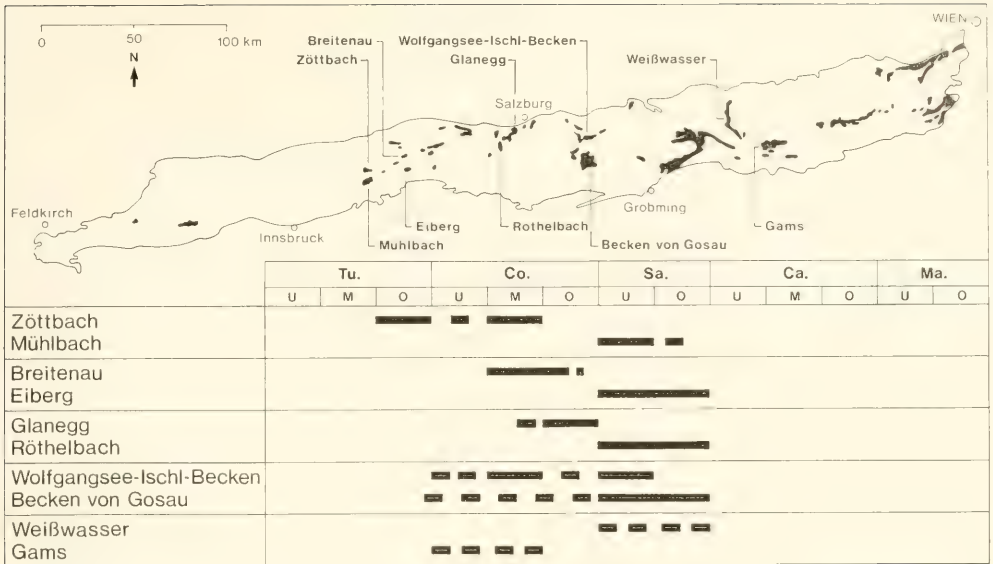 WIEN
0 50 100 km
N
Breitenau
Zöttbach
Wolfgangsee-Ischl-Becken
Glanegg
Weißwasser
Salzburg
Feldkirch
Innsbruck
Eiberg
Muhlbach
Rothelbach
Becken von Gosau
Grobming
Gams
Tu. Co. Sa. Ca. Ma.
U M O U M O U O U M O U O
Zöttbach
Mühlbach
Breitenau
Eiberg
Glanegg
Röthelbach
Wolfgangsee-Ischl-Becken
Becken von Gosau
Weißwasser
Gams